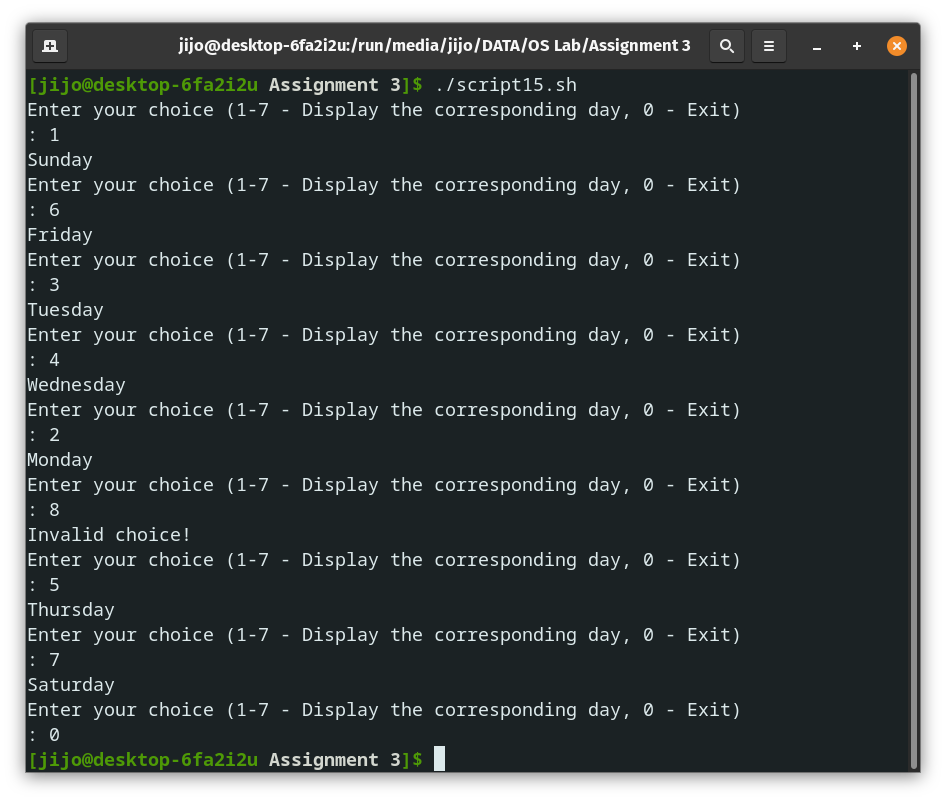 jijo@desktop-6fa2i2u:/run/media/jijo/DATA/OS Lab/Assignment 3
[jijo@desktop-6fa2i2u Assignment 3]$ ./script15.sh
Enter your choice (1-7 - Display the corresponding day, 0 - Exit)
: 1
Sunday
Enter your choice (1-7 - Display the corresponding day, 0 - Exit)
: 6
Friday
Enter your choice (1-7 - Display the corresponding day, 0 - Exit)
: 3
Tuesday
Enter your choice (1-7 - Display the corresponding day, 0 - Exit)
: 4
Wednesday
Enter your choice (1-7 - Display the corresponding day, 0 - Exit)
: 2
Monday
Enter your choice (1-7 - Display the corresponding day, 0 - Exit)
: 8
Invalid choice!
Enter your choice (1-7 - Display the corresponding day, 0 - Exit)
: 5
Thursday
Enter your choice (1-7 - Display the corresponding day, 0 - Exit)
: 7
Saturday
Enter your choice (1-7 - Display the corresponding day, 0 - Exit)
: 0
[jijo@desktop-6fa2i2u Assignment 3]$